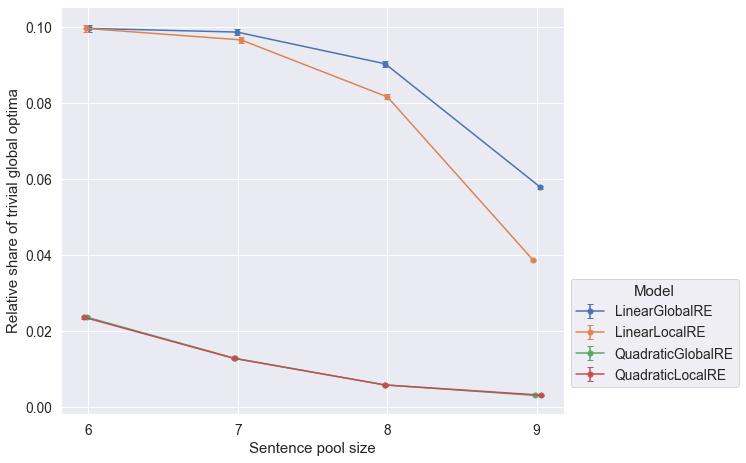 Relative share of trivial global optima
0.10
0.08
0.06
0.04
0.02
0.00
6
7
8
9
Sentence pool size
Model
LinearGlobalRE
LinearLocalRE
QuadraticGlobalRE
QuadraticLocalRE